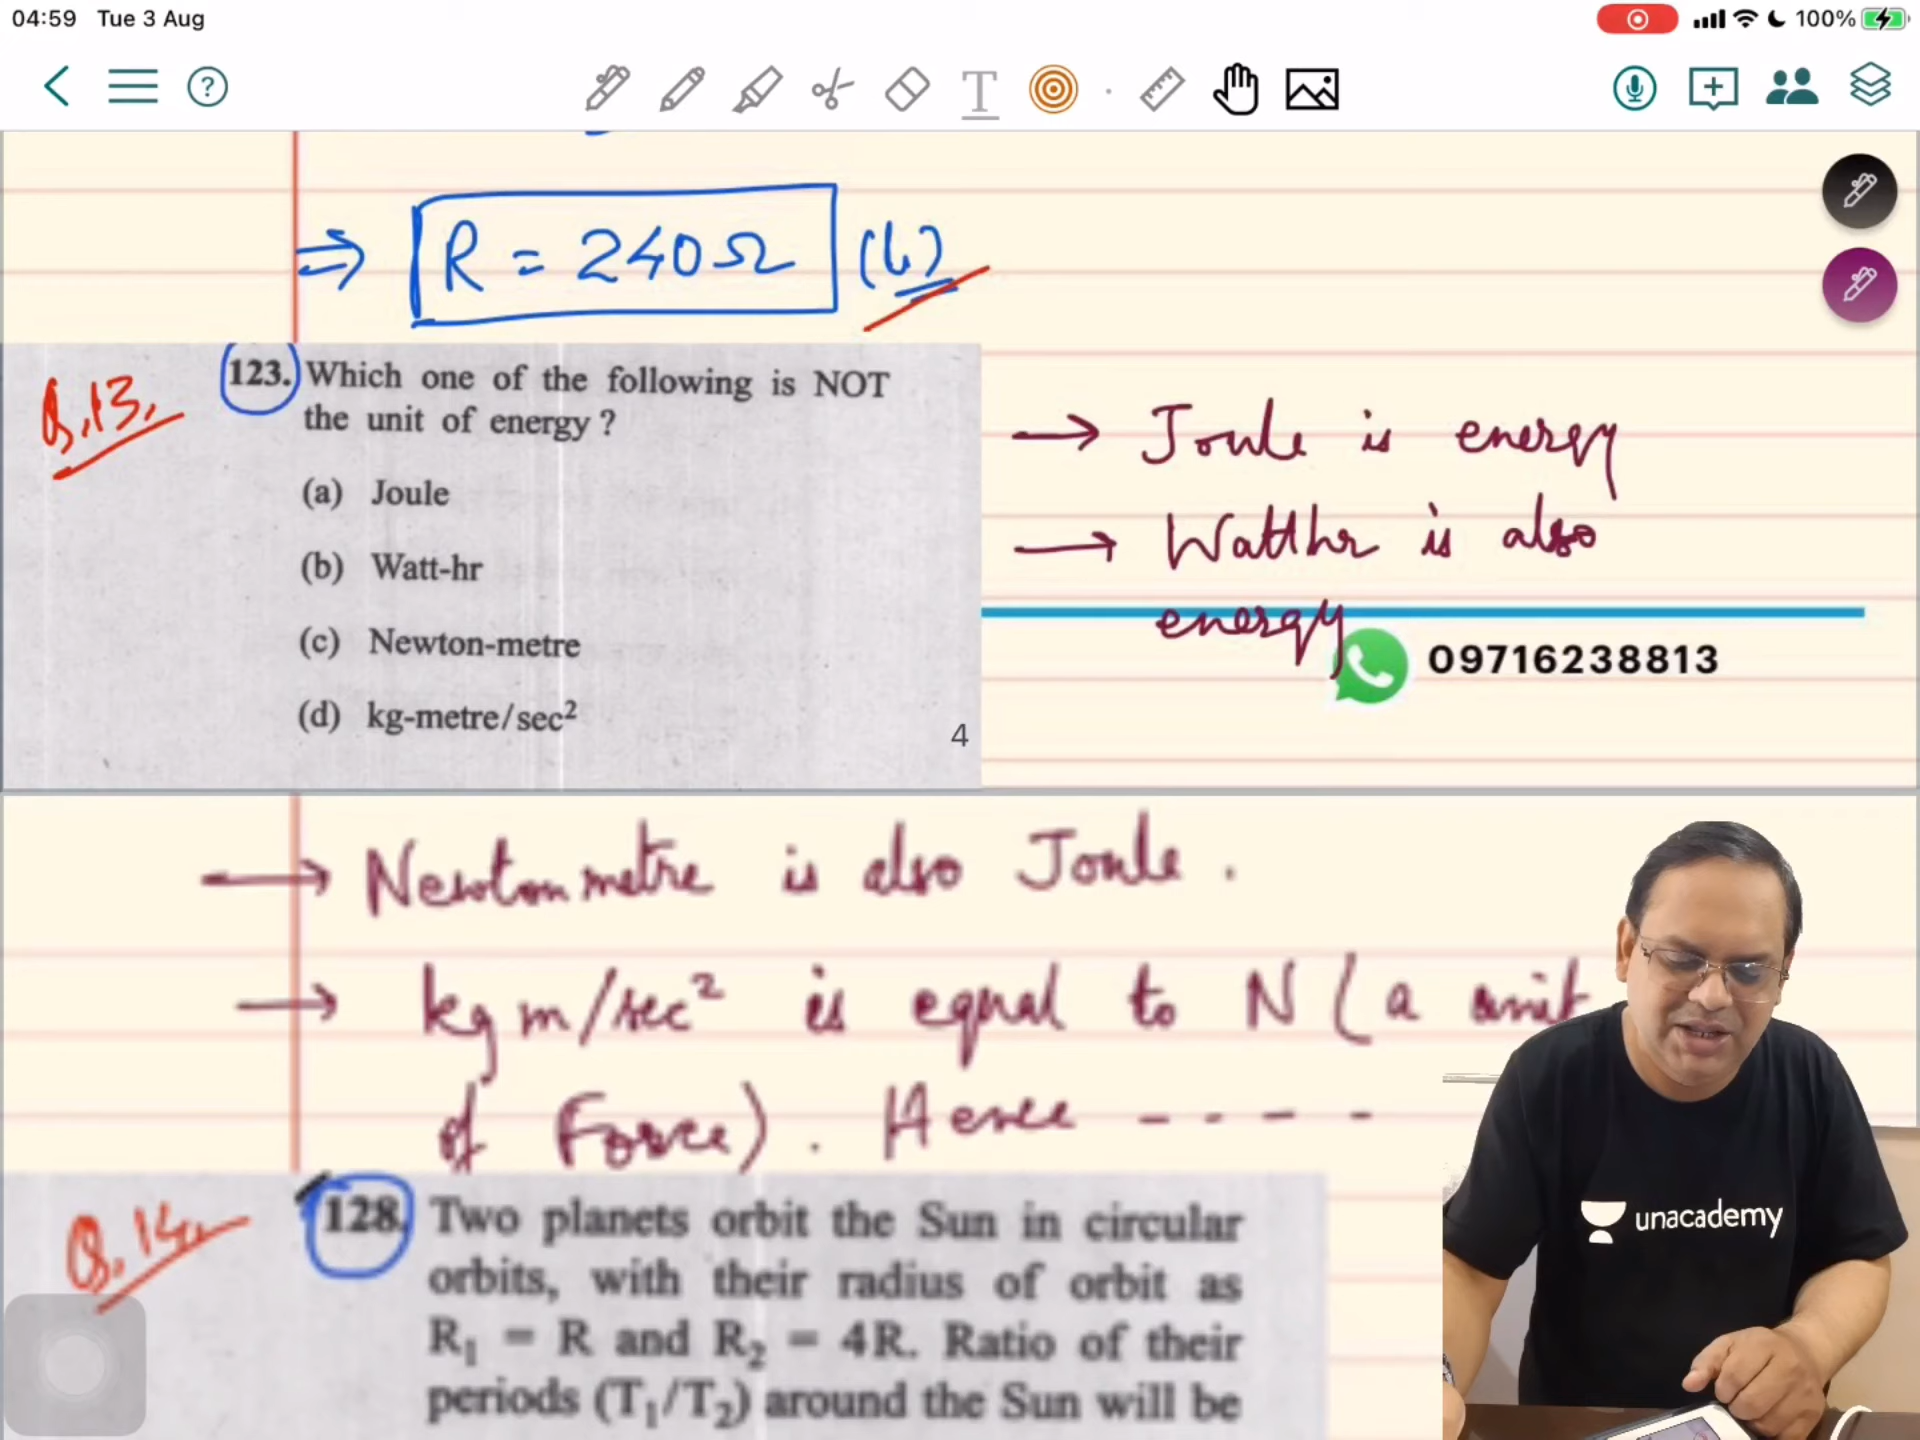 04:59 Tue 3 Aug
100%
T
⇒ R = 240Ω (b)
Q.13.
123. Which one of the following is NOT
the unit of energy ?
(a) Joule
(b) Watt-hr
(c) Newton-metre
(d) kg-metre/sec²
4
→ Joule is energy
→ Watthr is also
energy
09716238813
→ Newton metre is also Joule.
→ kg m/sec² is equal to N (a unit
of Force). Hence - - - -
Q.14.
128. Two planets orbit the Sun in circular
orbits, with their radius of orbit as
R₁ = R and R₂ = 4R. Ratio of their
periods (T₁/T₂) around the Sun will be
unacademy